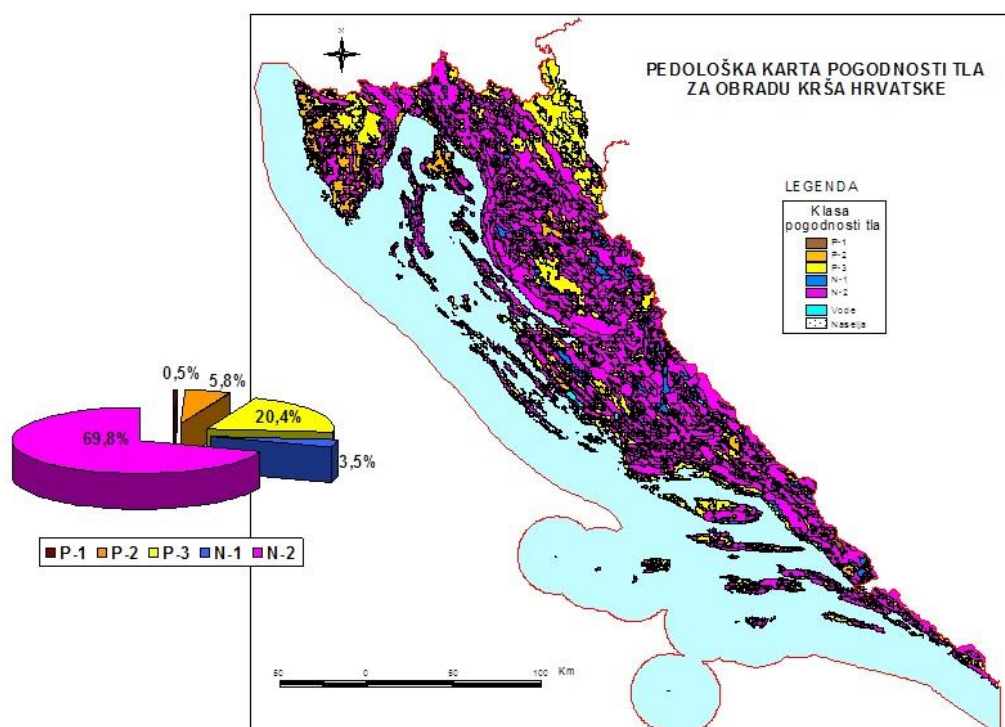 PEDOLOŠKA KARTA POGODNOSTI TLA
ZA OBRADU KRŠA HRVATSKE
LEGENDA
Klasa
pogodnosti tla
P-1
P-2
P-3
N-1
N-2
Vode
Naselja
0,5%
5,8%
20,4%
69,8%
3,5%
P-1 P-2 P-3 N-1 N-2
50 0 50 100 Km